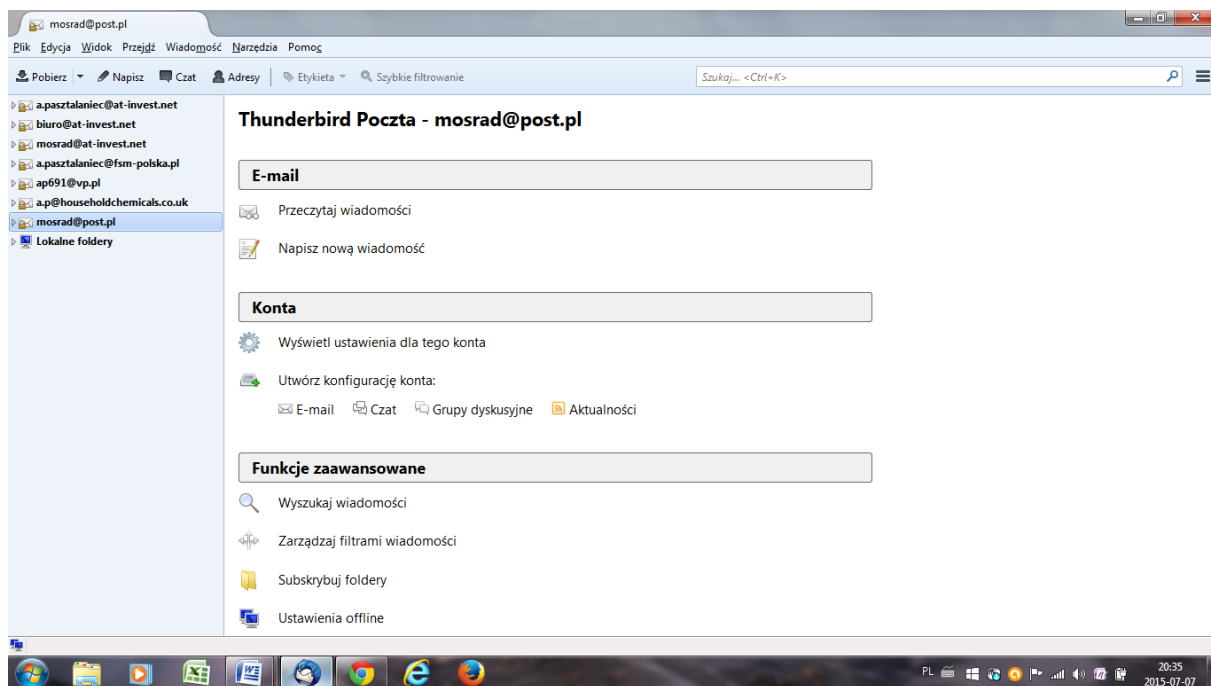 mosrad@post.pl
Plik Edycja Widok Przejdź Wiadomość Narzędzia Pomoc
Pobierz Napisz Czat Adresy Etykieta Szybkie filtrowanie Szukaj... <Ctrl+K>
a.pasztalaniec@at-invest.net
biuro@at-invest.net
mosrad@at-invest.net
a.pasztalaniec@fsm-polska.pl
ap691@vp.pl
a.p@householdchemicals.co.uk
mosrad@post.pl
Lokalne foldery
Thunderbird Poczta - mosrad@post.pl
E-mail
Przeczytaj wiadomości
Napisz nową wiadomość
Konta
Wyświetl ustawienia dla tego konta
Utwórz konfigurację konta:
E-mail Czat Grupy dyskusyjne Aktualności
Funkcje zaawansowane
Wyszukaj wiadomości
Zarządzaj filtrami wiadomości
Subskrybuj foldery
Ustawienia offline
PL 20:35
2015-07-07